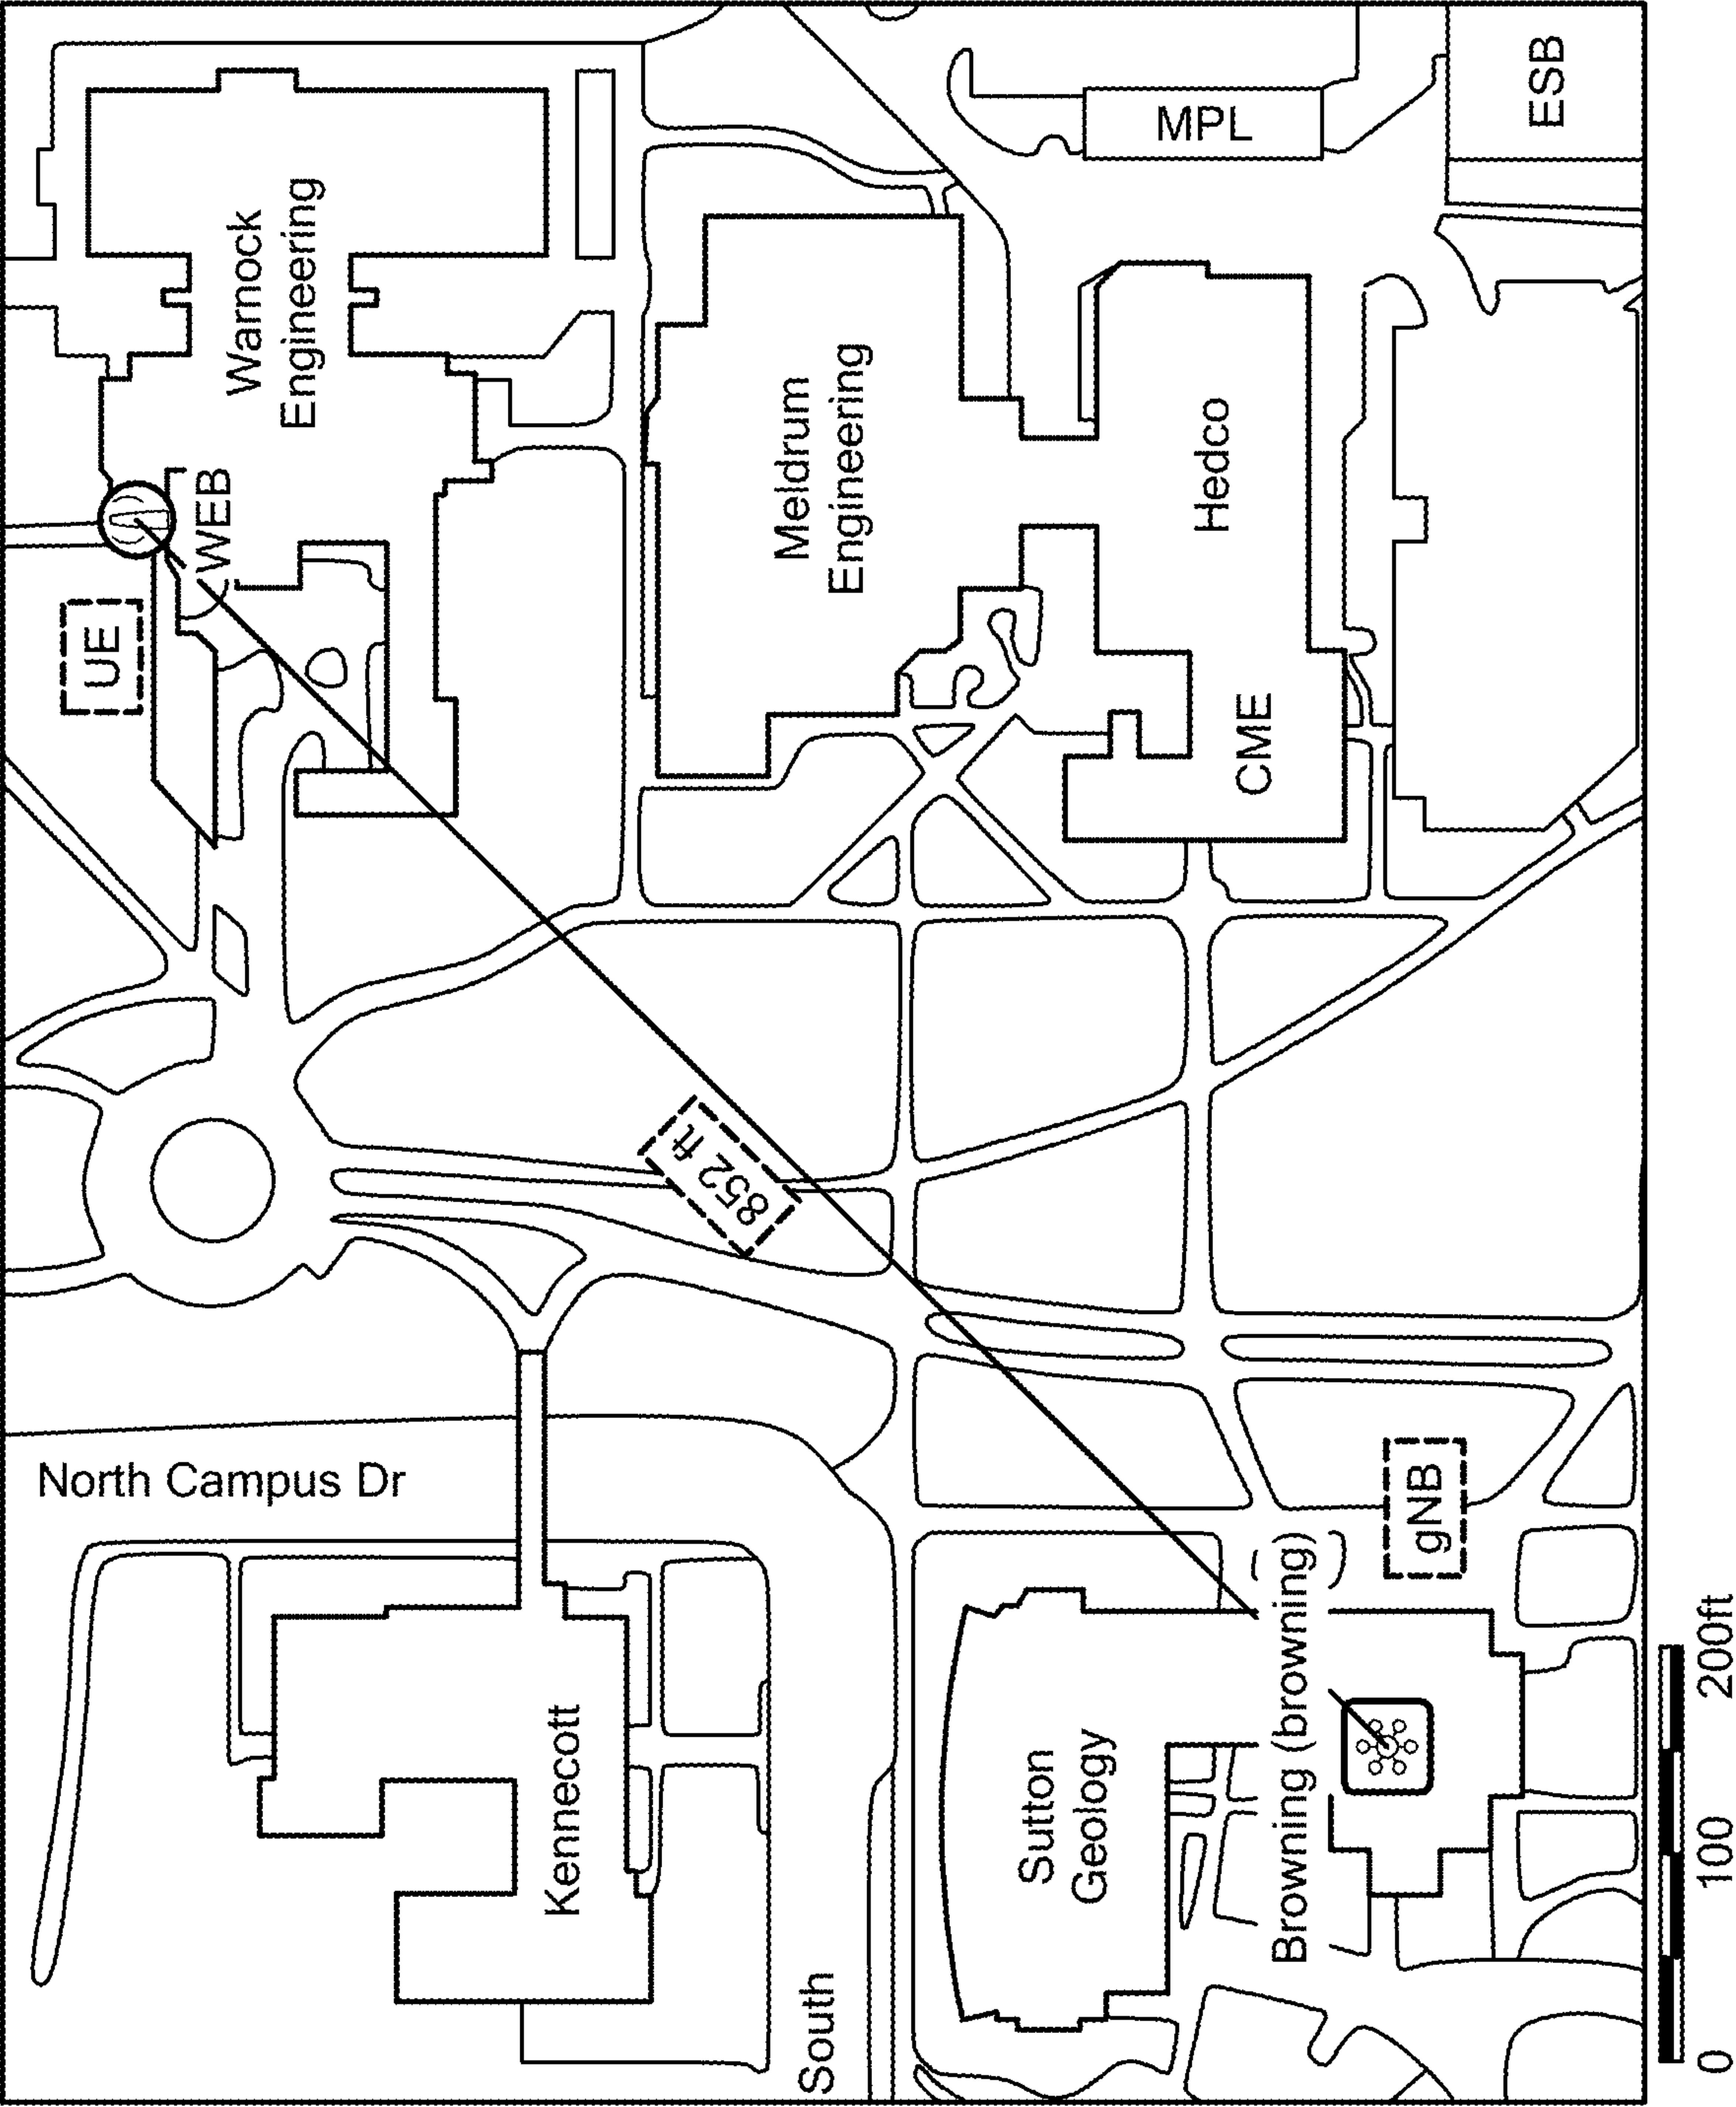 North Campus Dr
Kennecott
South
Sutton
Geology
Browning (browning)
gNB
852 ft
UE
WEB
Warnock
Engineering
Meldrum
Engineering
Hedco
CME
MPL
ESB
0 100 200ft